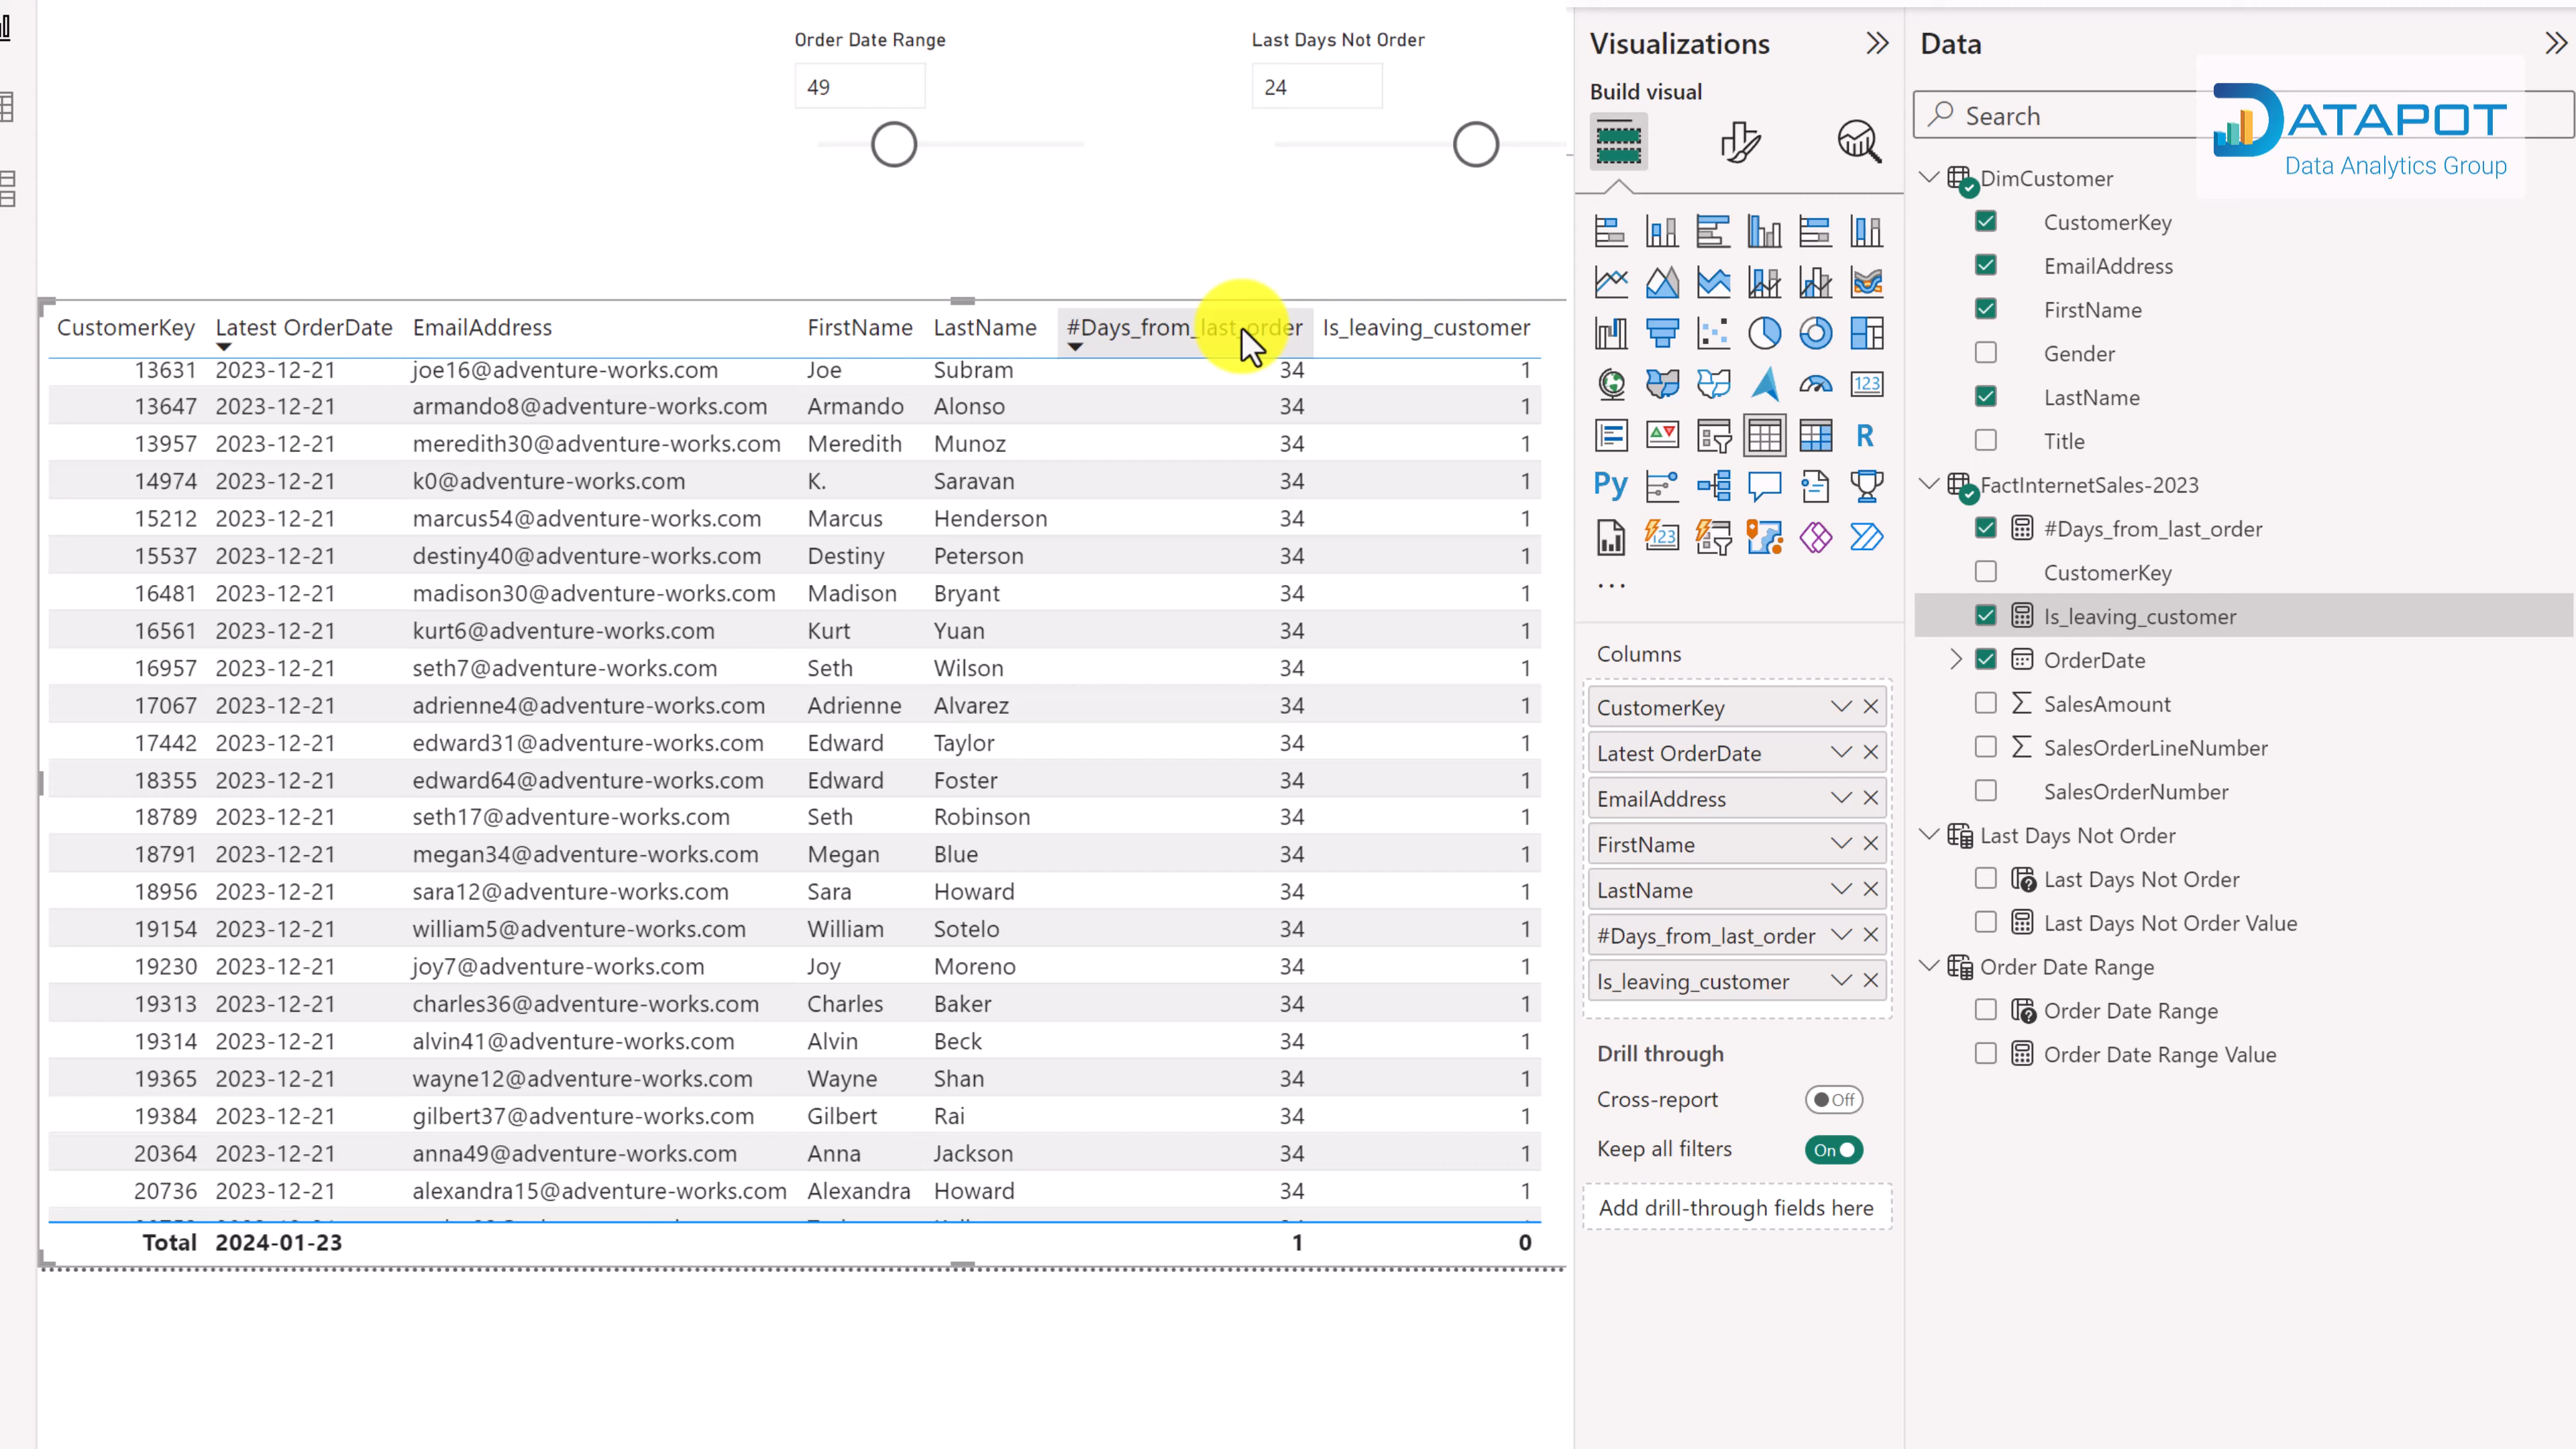 Order Date Range
49
Last Days Not Order
24
CustomerKey Latest OrderDate EmailAddress FirstName LastName #Days_from_last_order Is_leaving_customer
13631 2023-12-21 joe16@adventure-works.com Joe Subram 34 1
13647 2023-12-21 armando8@adventure-works.com Armando Alonso 34 1
13957 2023-12-21 meredith30@adventure-works.com Meredith Munoz 34 1
14974 2023-12-21 k0@adventure-works.com K. Saravan 34 1
15212 2023-12-21 marcus54@adventure-works.com Marcus Henderson 34 1
15537 2023-12-21 destiny40@adventure-works.com Destiny Peterson 34 1
16481 2023-12-21 madison30@adventure-works.com Madison Bryant 34 1
16561 2023-12-21 kurt6@adventure-works.com Kurt Yuan 34 1
16957 2023-12-21 seth7@adventure-works.com Seth Wilson 34 1
17067 2023-12-21 adrienne4@adventure-works.com Adrienne Alvarez 34 1
17442 2023-12-21 edward31@adventure-works.com Edward Taylor 34 1
18355 2023-12-21 edward64@adventure-works.com Edward Foster 34 1
18789 2023-12-21 seth17@adventure-works.com Seth Robinson 34 1
18791 2023-12-21 megan34@adventure-works.com Megan Blue 34 1
18956 2023-12-21 sara12@adventure-works.com Sara Howard 34 1
19154 2023-12-21 william5@adventure-works.com William Sotelo 34 1
19230 2023-12-21 joy7@adventure-works.com Joy Moreno 34 1
19313 2023-12-21 charles36@adventure-works.com Charles Baker 34 1
19314 2023-12-21 alvin41@adventure-works.com Alvin Beck 34 1
19365 2023-12-21 wayne12@adventure-works.com Wayne Shan 34 1
19384 2023-12-21 gilbert37@adventure-works.com Gilbert Rai 34 1
20364 2023-12-21 anna49@adventure-works.com Anna Jackson 34 1
20736 2023-12-21 alexandra15@adventure-works.com Alexandra Howard 34 1
Total 2024-01-23 1 0
Visualizations
Build visual
123
R
Py
123
...
Columns
CustomerKey
Latest OrderDate
EmailAddress
FirstName
LastName
#Days_from_last_order
Is_leaving_customer
Drill through
Cross-report Off
Keep all filters On
Add drill-through fields here
Data
Search
DATAPOT
Data Analytics Group
DimCustomer
CustomerKey
EmailAddress
FirstName
Gender
LastName
Title
FactInternetSales-2023
#Days_from_last_order
CustomerKey
Is_leaving_customer
OrderDate
SalesAmount
SalesOrderLineNumber
SalesOrderNumber
Last Days Not Order
Last Days Not Order
Last Days Not Order Value
Order Date Range
Order Date Range
Order Date Range Value